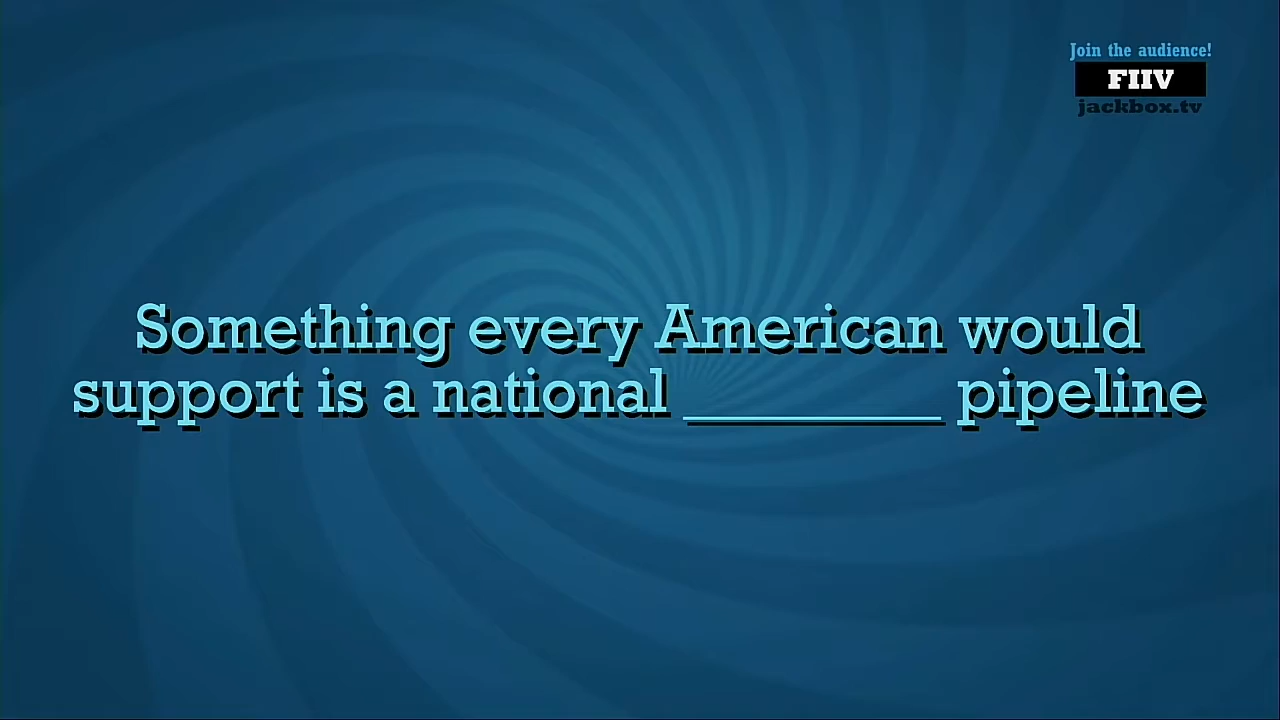 Join the audience!
FIIV
jackbox.tv
Something every American would
support is a national ________ pipeline